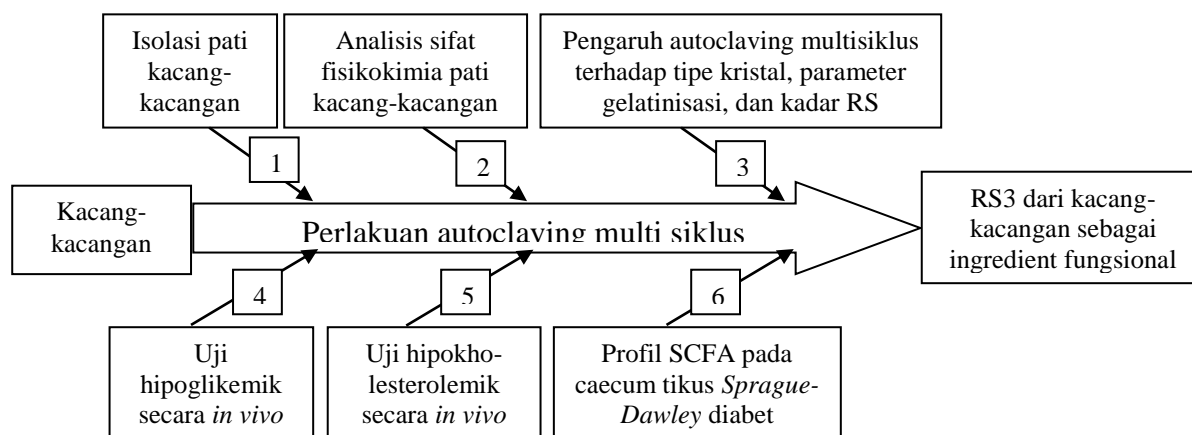 Isolasi pati
kacang-
kacangan
Analisis sifat
fisikokimia pati
kacang-kacangan
Pengaruh autoclaving multisiklus
terhadap tipe kristal, parameter
gelatinisasi, dan kadar RS
1
2
3
Kacang-
kacangan
Perlakuan autoclaving multi siklus
RS3 dari kacang-
kacangan sebagai
ingredient fungsional
4
5
6
Uji
hipoglikemik
secara in vivo
Uji hipokho-
lesterolemik
secara in vivo
Profil SCFA pada
caecum tikus Sprague-
Dawley diabet